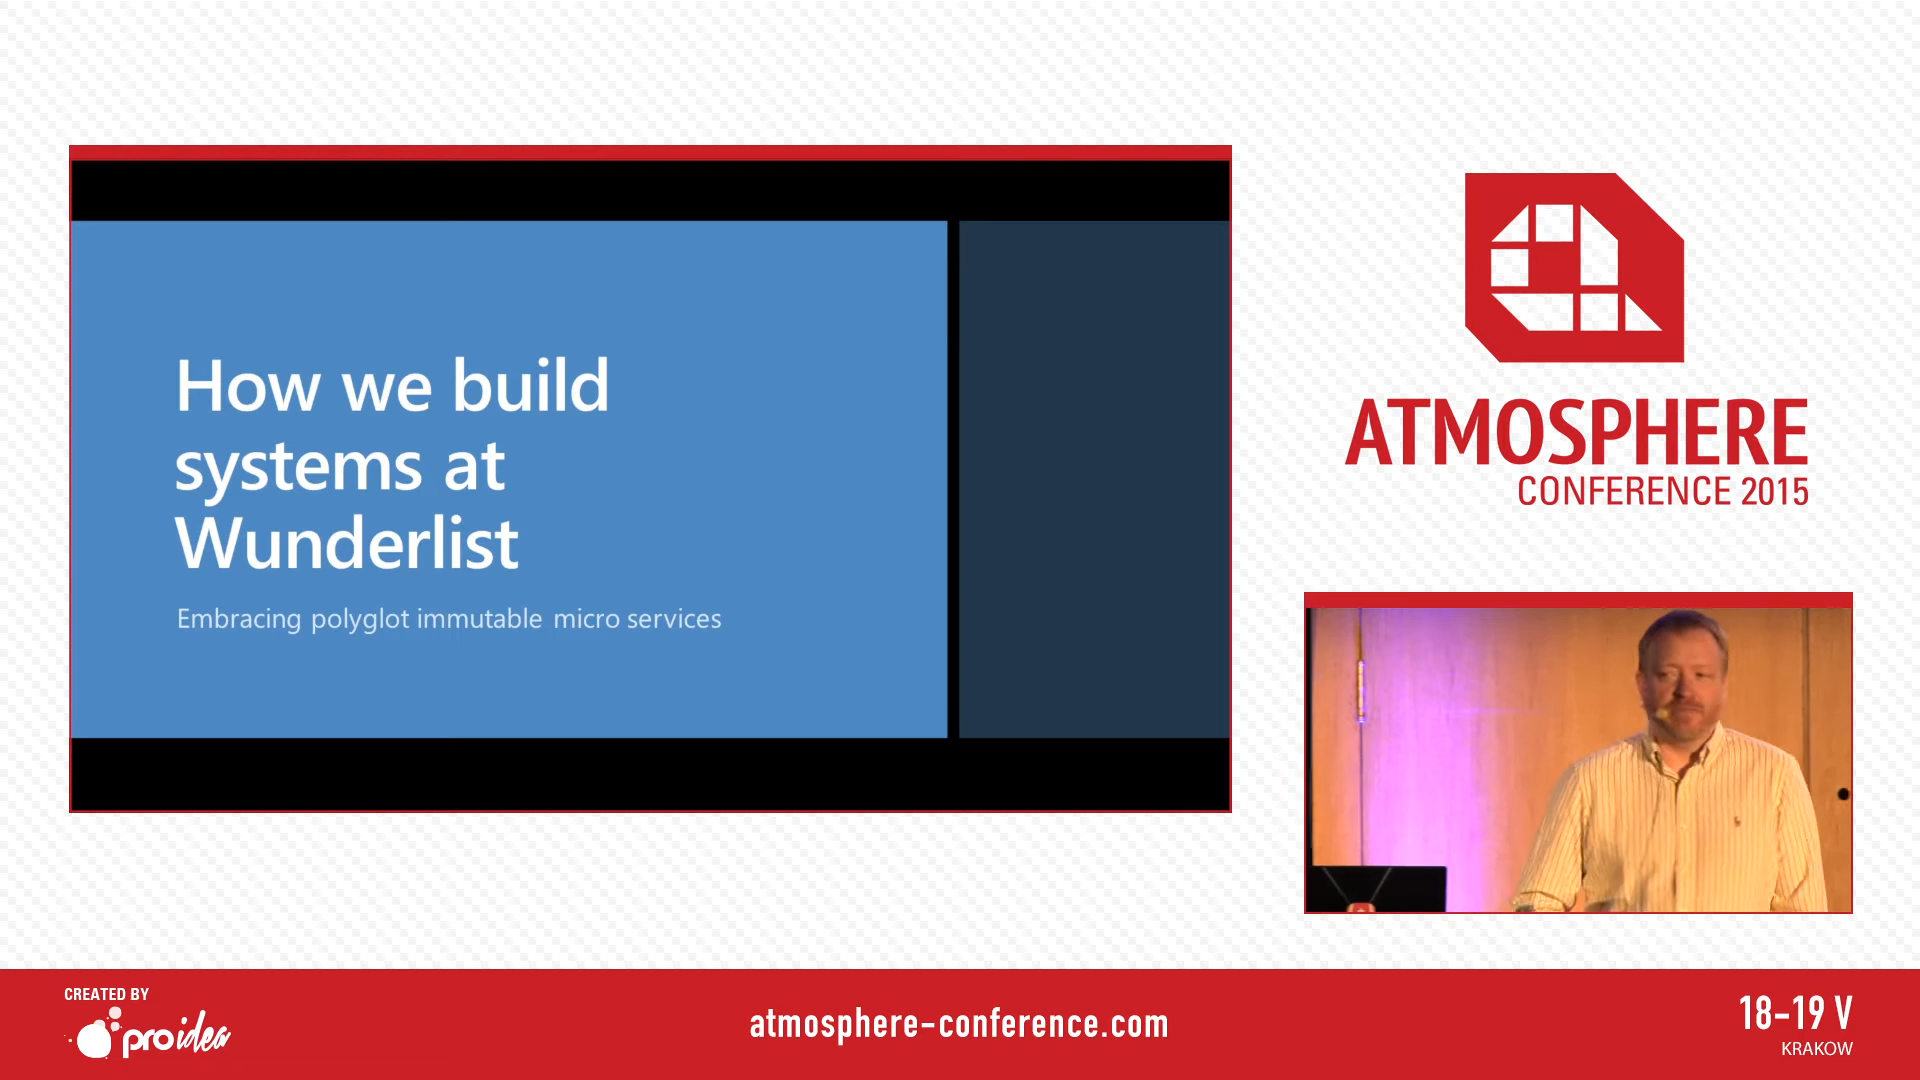 How we build
systems at
Wunderlist
Embracing polyglot immutable micro services
ATMOSPHERE
CONFERENCE 2015
CREATED BY
proidea
atmosphere-conference.com
18-19 V
KRAKOW